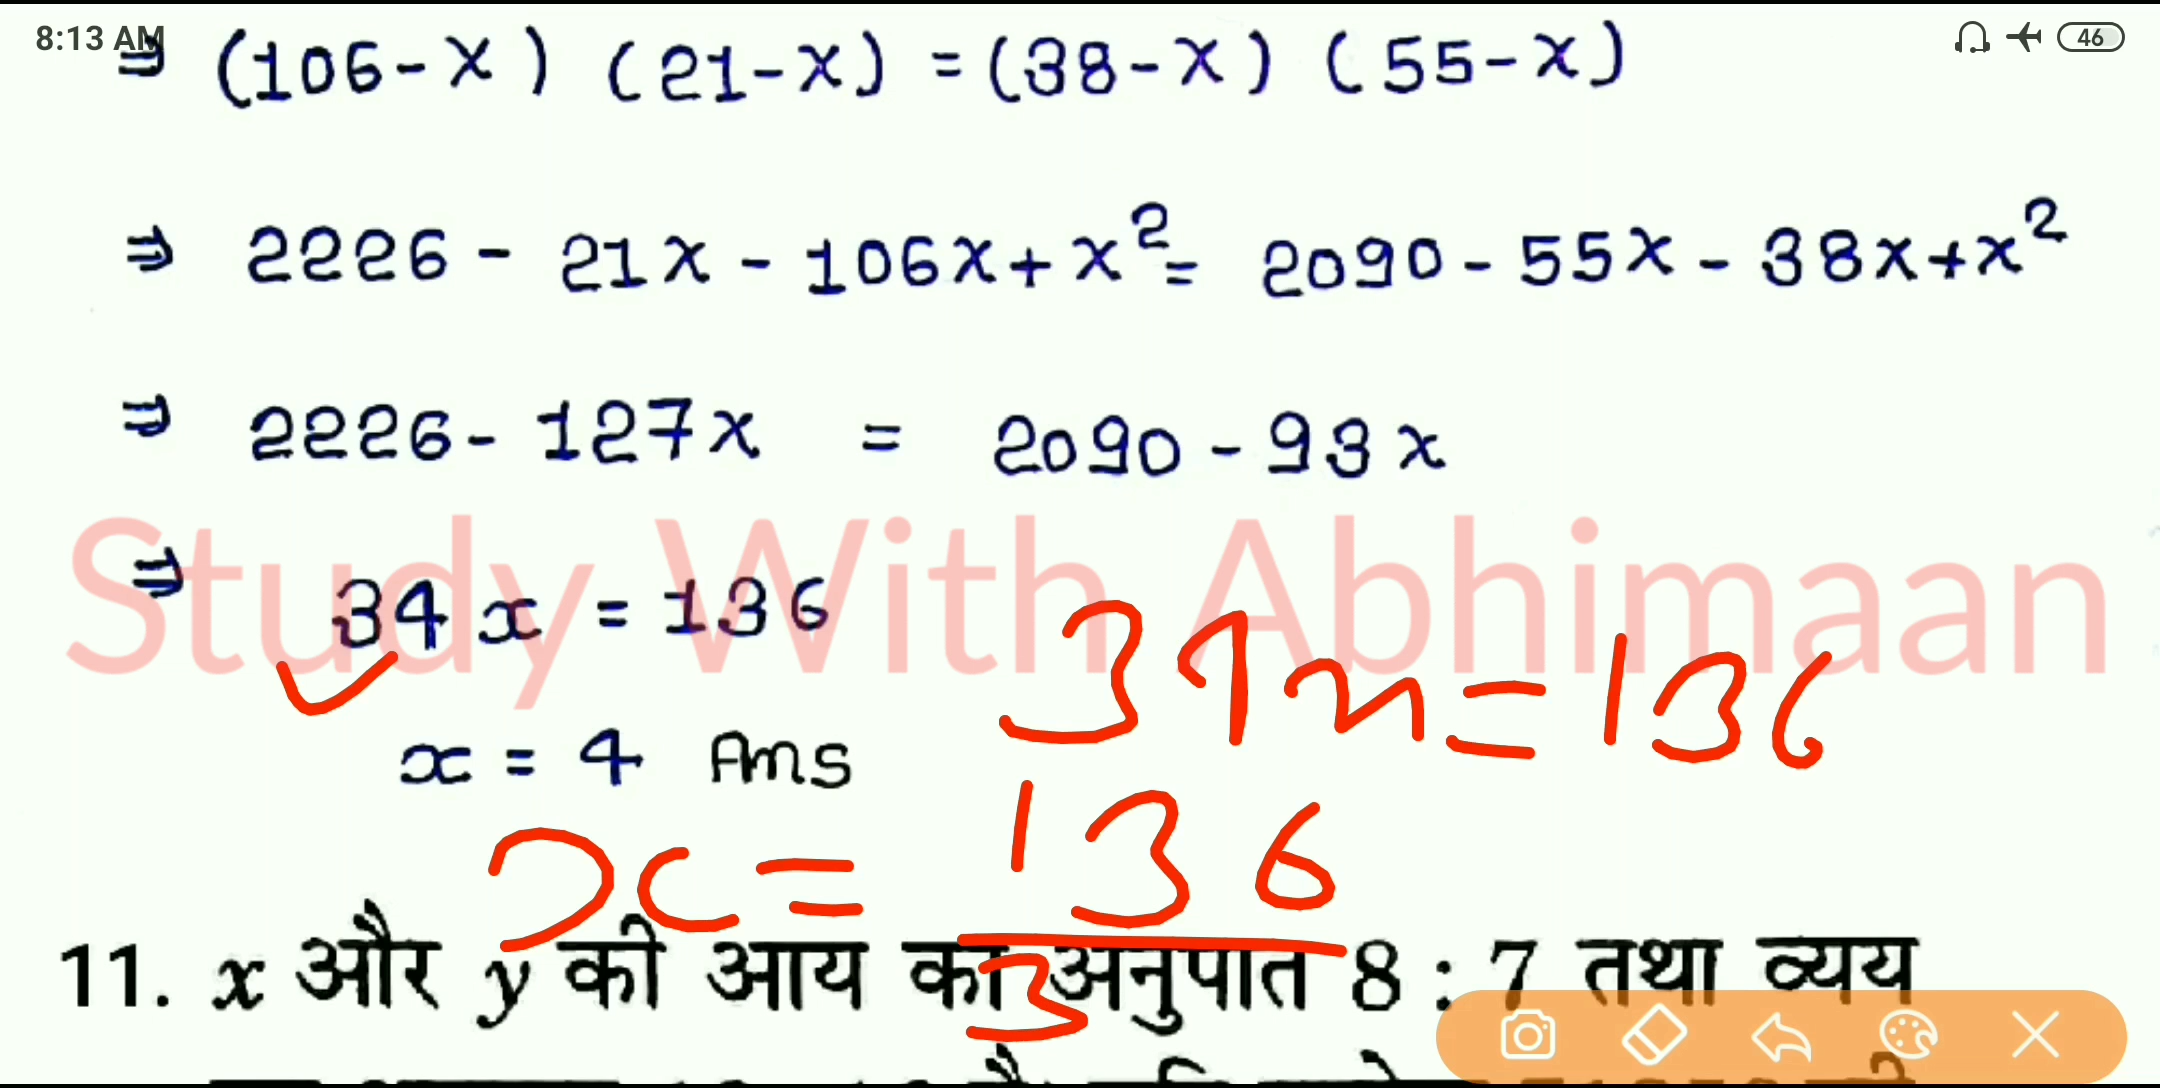 8:13 AM 46
⇒ (106-x) (21-x) = (38-x) (55-x)
⇒ 2226 - 21x - 106x + x² = 2090 - 55x - 38x + x²
⇒ 2226 - 127x = 2090 - 93x
Study With Abhimaan
⇒ 34x = 136
34x = 136
x = 4 Ans
x = 136
3
11. x और y की आय का अनुपात 8 : 7 तथा व्यय